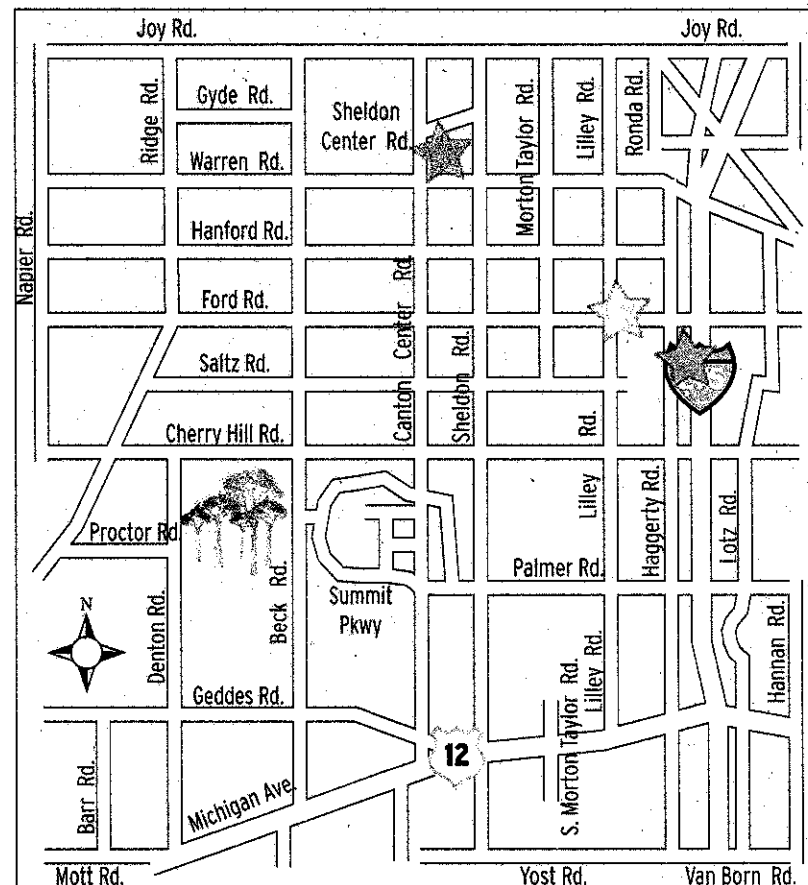 Joy Rd.
Joy Rd.
Ridge Rd.
Gyde Rd.
Sheldon
Center Rd.
Morton Taylor Rd.
Lilley Rd.
Ronda Rd.
Warren Rd.
Napier Rd.
Hanford Rd.
Canton Center Rd.
Ford Rd.
Sheldon Rd.
Saltz Rd.
Cherry Hill Rd.
Lilley Rd.
Haggerty Rd.
Lotz Rd.
Proctor Rd.
Palmer Rd.
N
Denton Rd.
Beck Rd.
Summit
Pkwy
Hannan Rd.
Geddes Rd.
S. Morton Taylor Rd.
Lilley Rd.
12
Barr Rd.
Michigan Ave.
Mott Rd.
Yost Rd.
Van Born Rd.